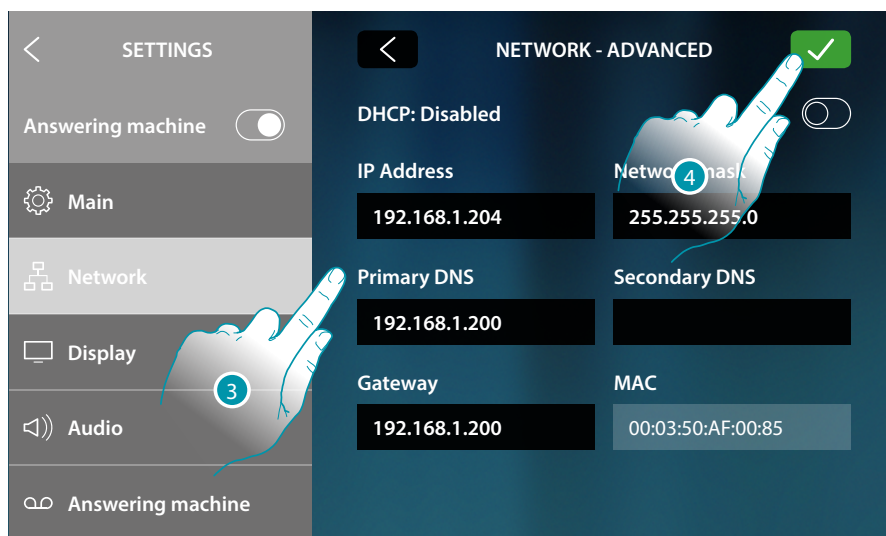 SETTINGS
Answering machine
Main
Network
Display
Audio
Answering machine
NETWORK - ADVANCED
DHCP: Disabled
IP Address
Network mask
192.168.1.204
255.255.255.0
Primary DNS
Secondary DNS
192.168.1.200
Gateway
MAC
192.168.1.200
00:03:50:AF:00:85
3
4